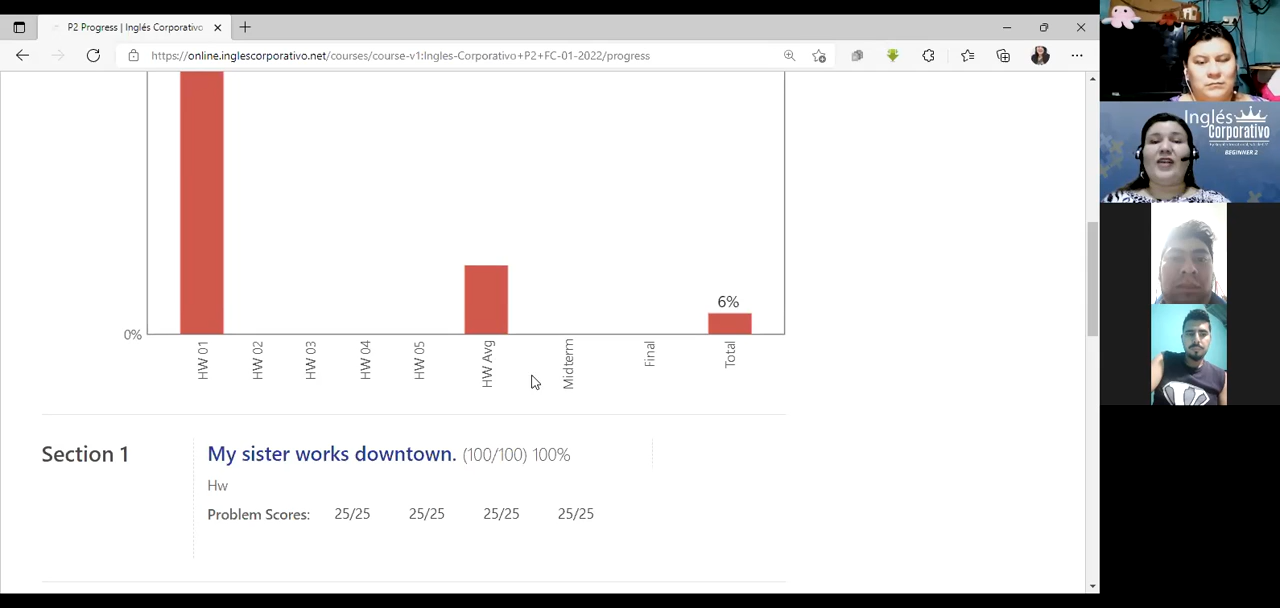 P2 Progress | Inglés Corporativo
https://online.inglescorporativo.net/courses/course-v1:Ingles-Corporativo+P2+FC-01-2022/progress
6%
0%
HW 01
HW 02
HW 03
HW 04
HW 05
HW Avg
Midterm
Final
Total
Section 1
My sister works downtown. (100/100) 100%
Hw
Problem Scores: 25/25 25/25 25/25 25/25
Inglés
Corporativo
BEGINNER 2